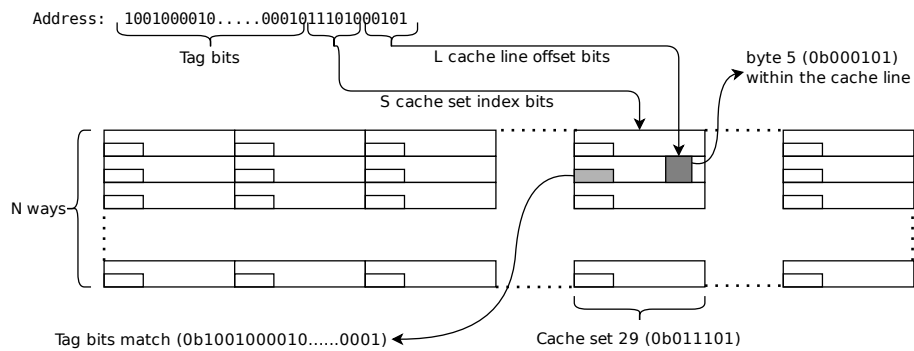 Address: 1001000010.....0001011101000101
Tag bits
L cache line offset bits
byte 5 (0b000101)
within the cache line
S cache set index bits
N ways
Tag bits match (0b1001000010......0001)
Cache set 29 (0b011101)